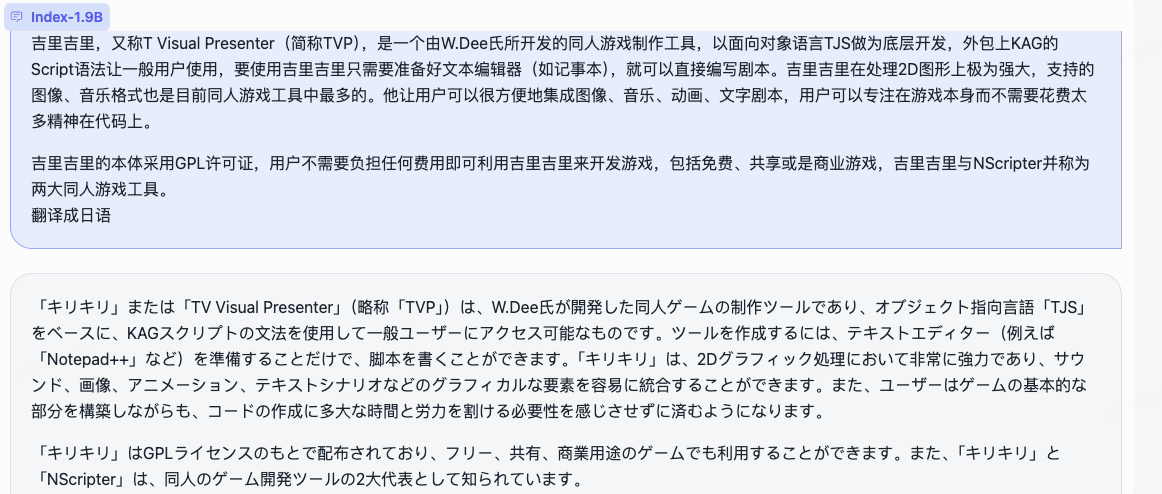 Index-1.9B
吉里吉里，又称T Visual Presenter（简称TVP），是一个由W.Dee氏所开发的同人游戏制作工具，以面向对象语言TJS做为底层开发，外包上KAG的
Script语法让一般用户使用，要使用吉里吉里只需要准备好文本编辑器（如记事本），就可以直接编写剧本。吉里吉里在处理2D图形上极为强大，支持的
图像、音乐格式也是目前同人游戏工具中最多的。他让用户可以很方便地集成图像、音乐、动画、文字剧本，用户可以专注在游戏本身而不需要花费太
多精神在代码上。
吉里吉里的本体采用GPL许可证，用户不需要负担任何费用即可利用吉里吉里来开发游戏，包括免费、共享或是商业游戏，吉里吉里与NScripter并称为
两大同人游戏工具。
翻译成日语
「キリキリ」または「TV Visual Presenter」（略称「TVP」）は、W.Dee氏が開発した同人ゲームの制作ツールであり、オブジェクト指向言語「TJS」
をベースに、KAGスクリプトの文法を使用して一般ユーザーにアクセス可能なものです。ツールを作成するには、テキストエディター（例えば
「Notepad++」など）を準備することだけで、脚本を書くことができます。「キリキリ」は、2Dグラフィック処理において非常に強力であり、サウ
ンド、画像、アニメーション、テキストシナリオなどのグラフィカルな要素を容易に統合することができます。また、ユーザーはゲームの基本的な
部分を構築しながらも、コードの作成に多大な時間と労力を割ける必要性を感じさせずに済むようになります。
「キリキリ」はGPLライセンスのもとで配布されており、フリー、共有、商業用途のゲームでも利用することができます。また、「キリキリ」と
「NScripter」は、同人のゲーム開発ツールの2大代表として知られています。